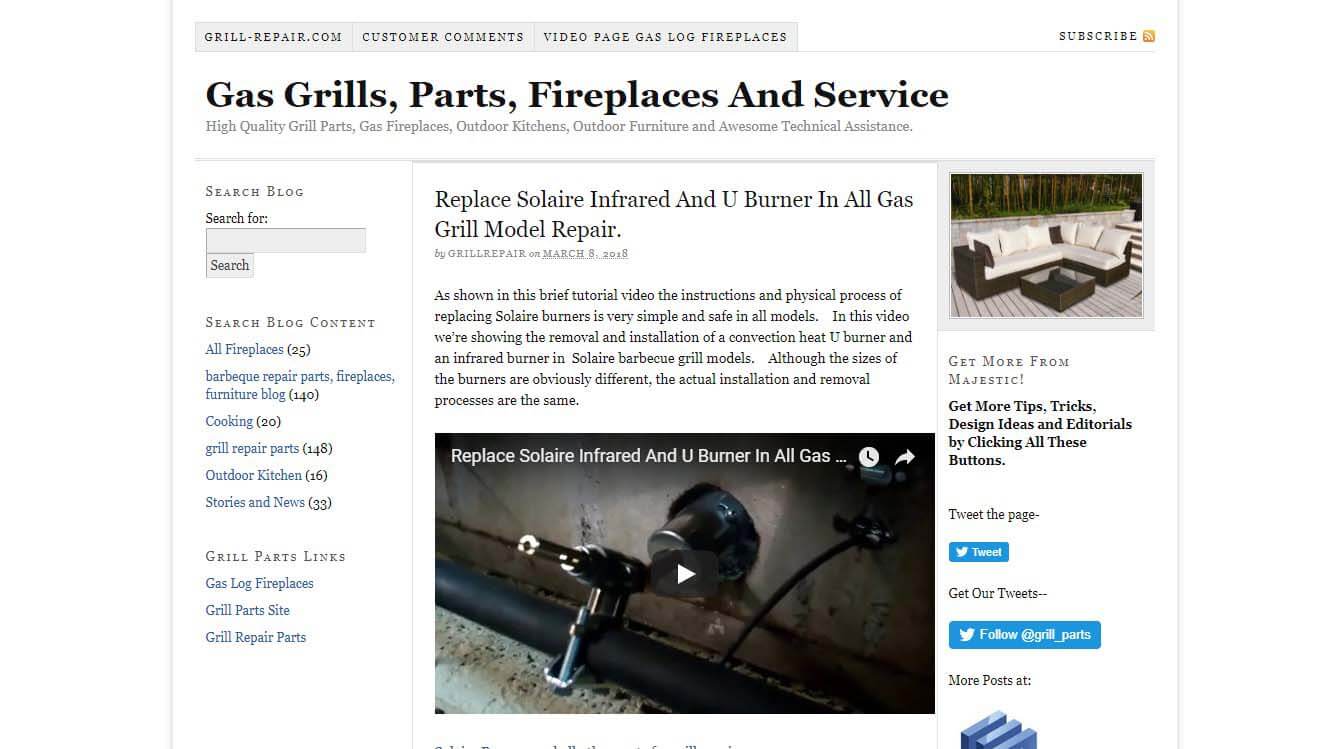 GRILL-REPAIR.COM
CUSTOMER COMMENTS
VIDEO PAGE GAS LOG FIREPLACES
SUBSCRIBE
Gas Grills, Parts, Fireplaces And Service
High Quality Grill Parts, Gas Fireplaces, Outdoor Kitchens, Outdoor Furniture and Awesome Technical Assistance.
Search Blog
Search for:
Search
Search Blog Content
All Fireplaces (25)
barbeque repair parts, fireplaces,
furniture blog (140)
Cooking (20)
grill repair parts (148)
Outdoor Kitchen (16)
Stories and News (33)
Grill Parts Links
Gas Log Fireplaces
Grill Parts Site
Grill Repair Parts
Replace Solaire Infrared And U Burner In All Gas
Grill Model Repair.
by GRILLREPAIR on MARCH 8, 2018
As shown in this brief tutorial video the instructions and physical process of
replacing Solaire burners is very simple and safe in all models. In this video
we’re showing the removal and installation of a convection heat U burner and
an infrared burner in Solaire barbecue grill models. Although the sizes of
the burners are obviously different, the actual installation and removal
processes are the same.
Replace Solaire Infrared And U Burner In All Gas ...
Get More From
Majestic!
Get More Tips, Tricks,
Design Ideas and Editorials
by Clicking All These
Buttons.
Tweet the page-
Tweet
Get Our Tweets--
Follow @grill_parts
More Posts at: